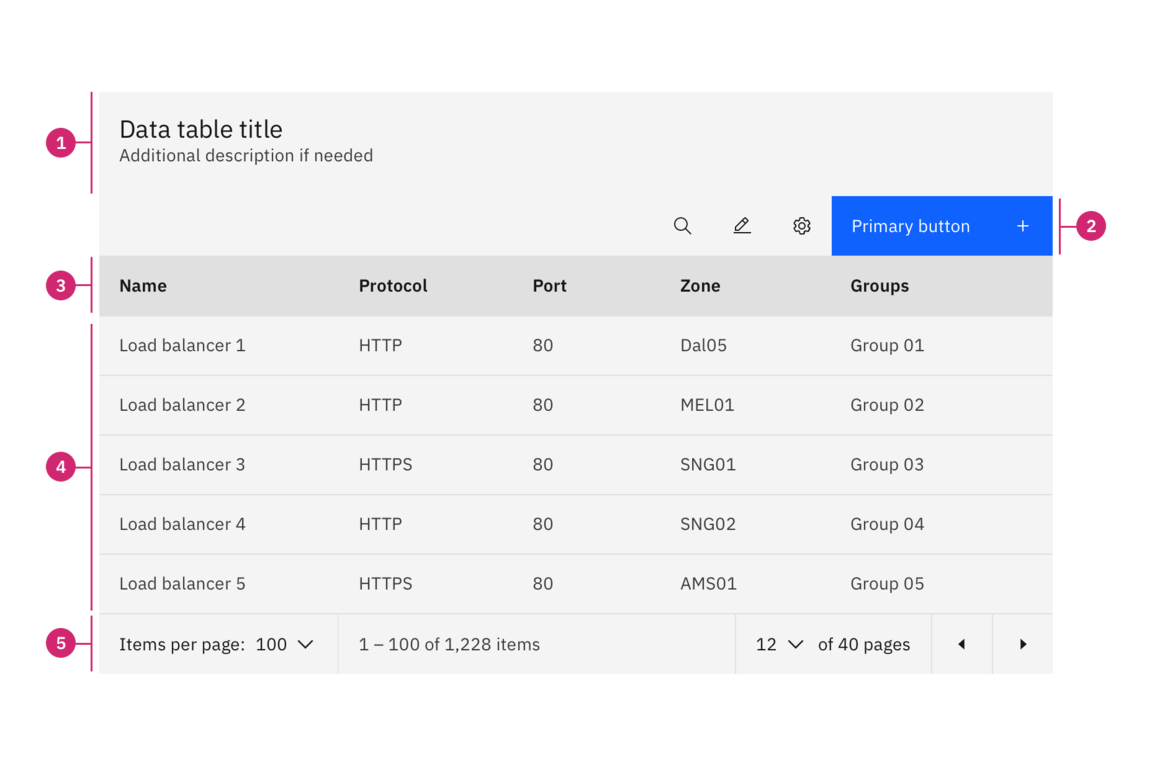 1
Data table title
Additional description if needed
Primary button +
2
3
Name Protocol Port Zone Groups
Load balancer 1 HTTP 80 Dal05 Group 01
Load balancer 2 HTTP 80 MEL01 Group 02
4
Load balancer 3 HTTPS 80 SNG01 Group 03
Load balancer 4 HTTP 80 SNG02 Group 04
Load balancer 5 HTTPS 80 AMS01 Group 05
5
Items per page: 100 1 – 100 of 1,228 items 12 of 40 pages